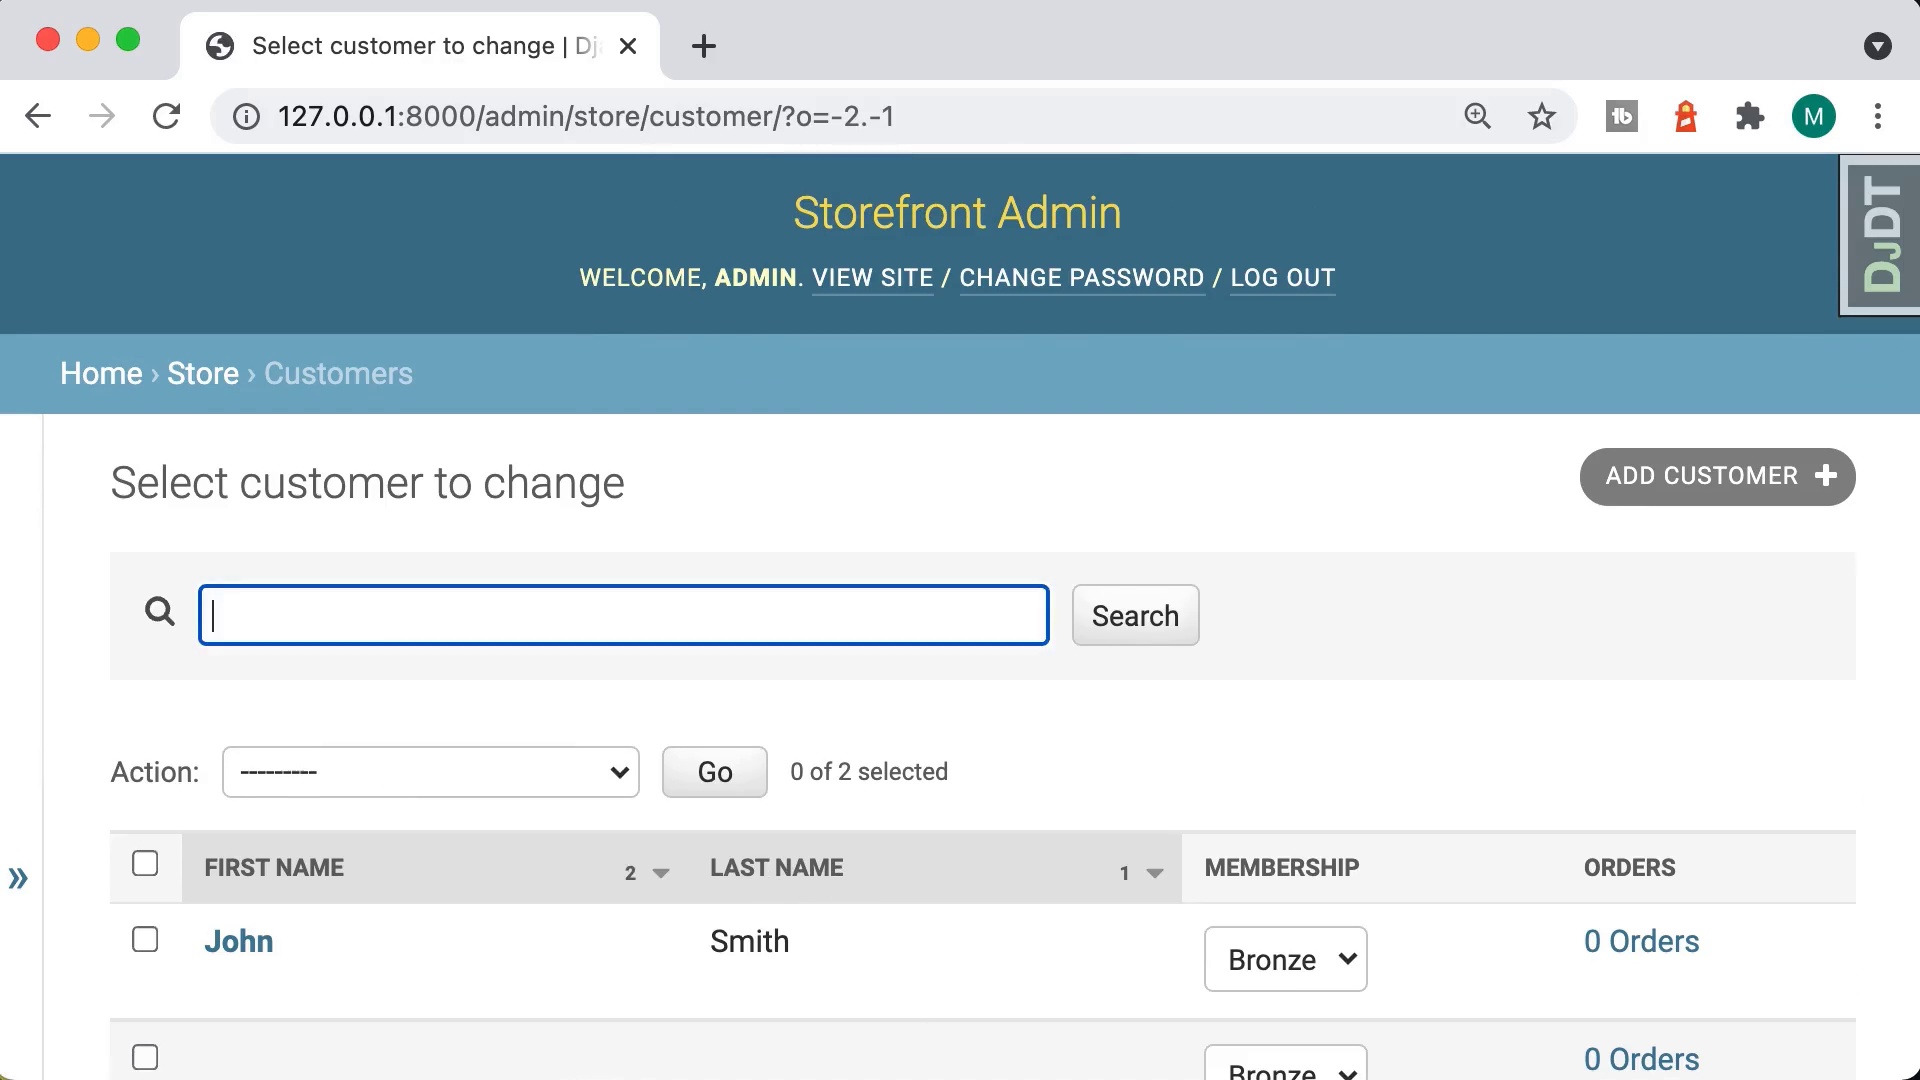 Select customer to change | Dj
127.0.0.1:8000/admin/store/customer/?o=-2.-1
M
Storefront Admin
WELCOME, ADMIN. VIEW SITE / CHANGE PASSWORD / LOG OUT
DJDT
Home › Store › Customers
Select customer to change
ADD CUSTOMER +
Search
Action: --------- Go 0 of 2 selected
FIRST NAME 2 LAST NAME 1 MEMBERSHIP ORDERS
»
John Smith Bronze 0 Orders
Bronze 0 Orders